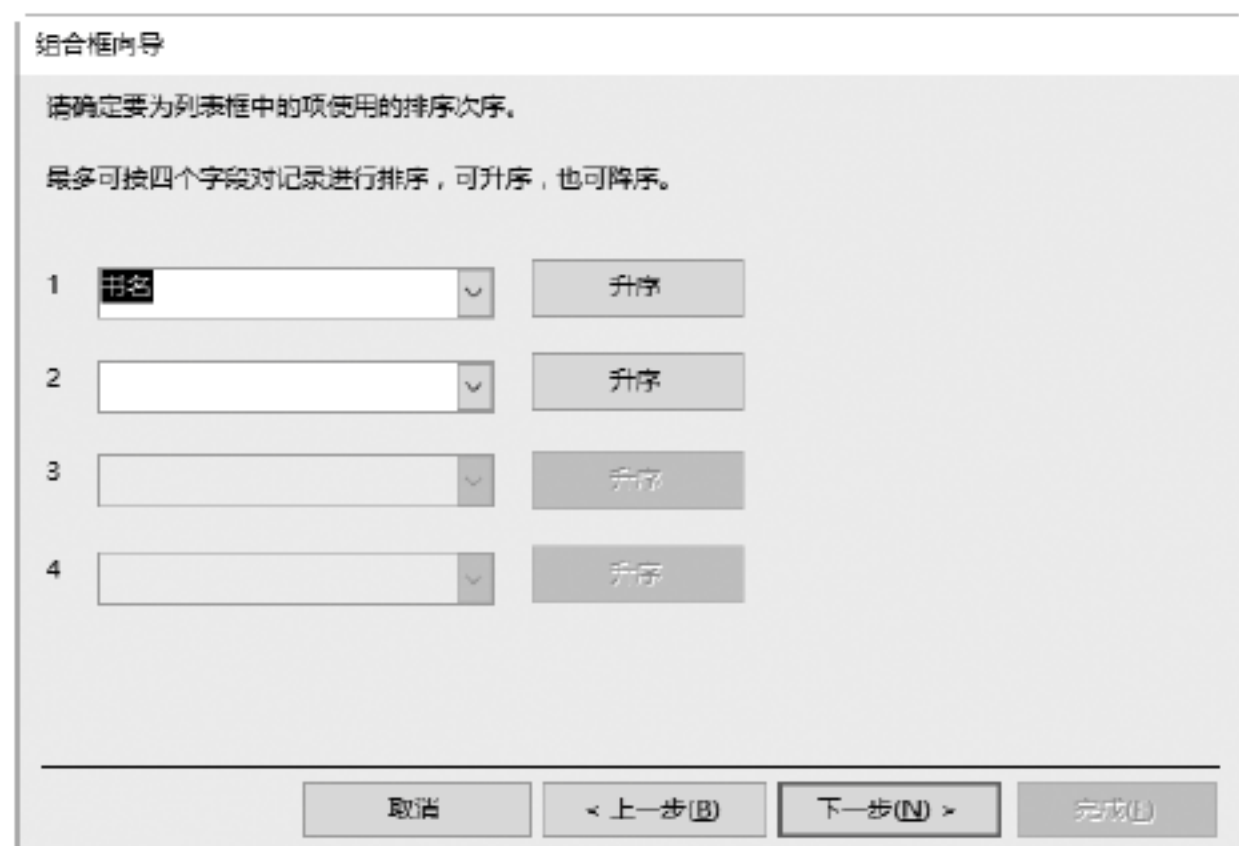 组合框向导
请确定要为列表框中的项使用的排序次序。
最多可按四个字段对记录进行排序，可升序，也可降序。
1 书名 升序
2 升序
3 升序
4 升序
取消 < 上一步(B) 下一步(N) > 完成(F)